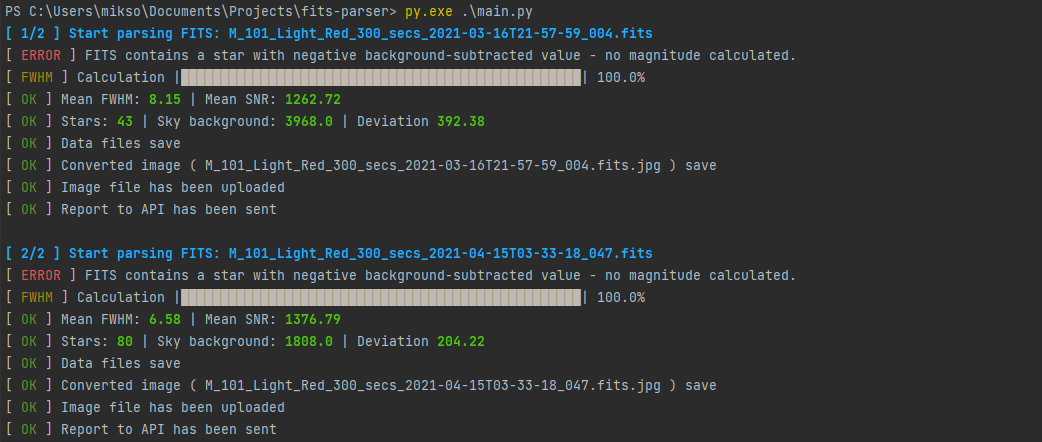 PS C:\Users\mikso\Documents\Projects\fits-parser> py.exe .\main.py
[ 1/2 ] Start parsing FITS: M_101_Light_Red_300_secs_2021-03-16T21-57-59_004.fits
[ ERROR ] FITS contains a star with negative background-subtracted value - no magnitude calculated.
[ FWHM ] Calculation || 100.0%
[ OK ] Mean FWHM: 8.15 | Mean SNR: 1262.72
[ OK ] Stars: 43 | Sky background: 3968.0 | Deviation 392.38
[ OK ] Data files save
[ OK ] Converted image ( M_101_Light_Red_300_secs_2021-03-16T21-57-59_004.fits.jpg ) save
[ OK ] Image file has been uploaded
[ OK ] Report to API has been sent
[ 2/2 ] Start parsing FITS: M_101_Light_Red_300_secs_2021-04-15T03-33-18_047.fits
[ ERROR ] FITS contains a star with negative background-subtracted value - no magnitude calculated.
[ FWHM ] Calculation || 100.0%
[ OK ] Mean FWHM: 6.58 | Mean SNR: 1376.79
[ OK ] Stars: 80 | Sky background: 1808.0 | Deviation 204.22
[ OK ] Data files save
[ OK ] Converted image ( M_101_Light_Red_300_secs_2021-04-15T03-33-18_047.fits.jpg ) save
[ OK ] Image file has been uploaded
[ OK ] Report to API has been sent